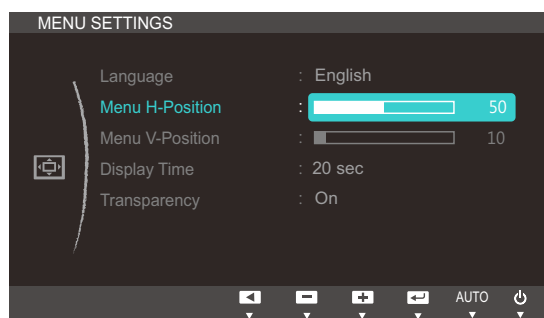 MENU SETTINGS
Language : English
Menu H-Position : 50
Menu V-Position : 10
Display Time : 20 sec
Transparency : On
AUTO